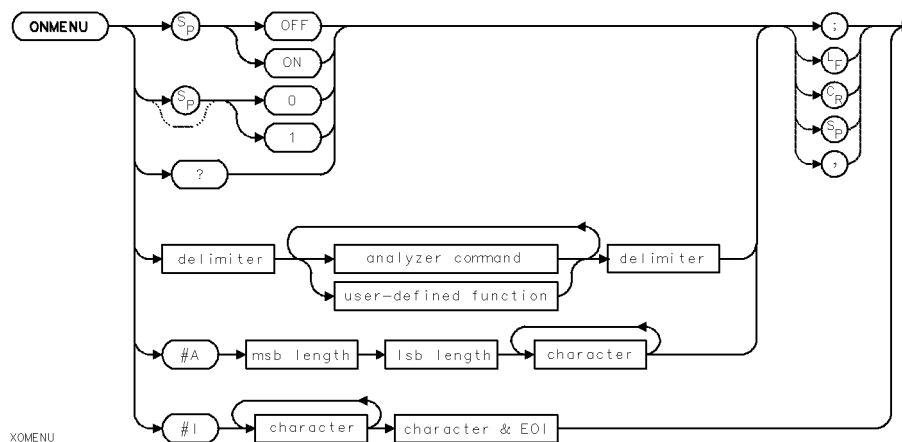 ONMENU
SP
OFF
ON
;
LF
CR
SP
,
SP
0
1
?
delimiter
analyzer command
user-defined function
delimiter
#A
msb length
lsb length
character
#I
character
character & EOI
XOMENU